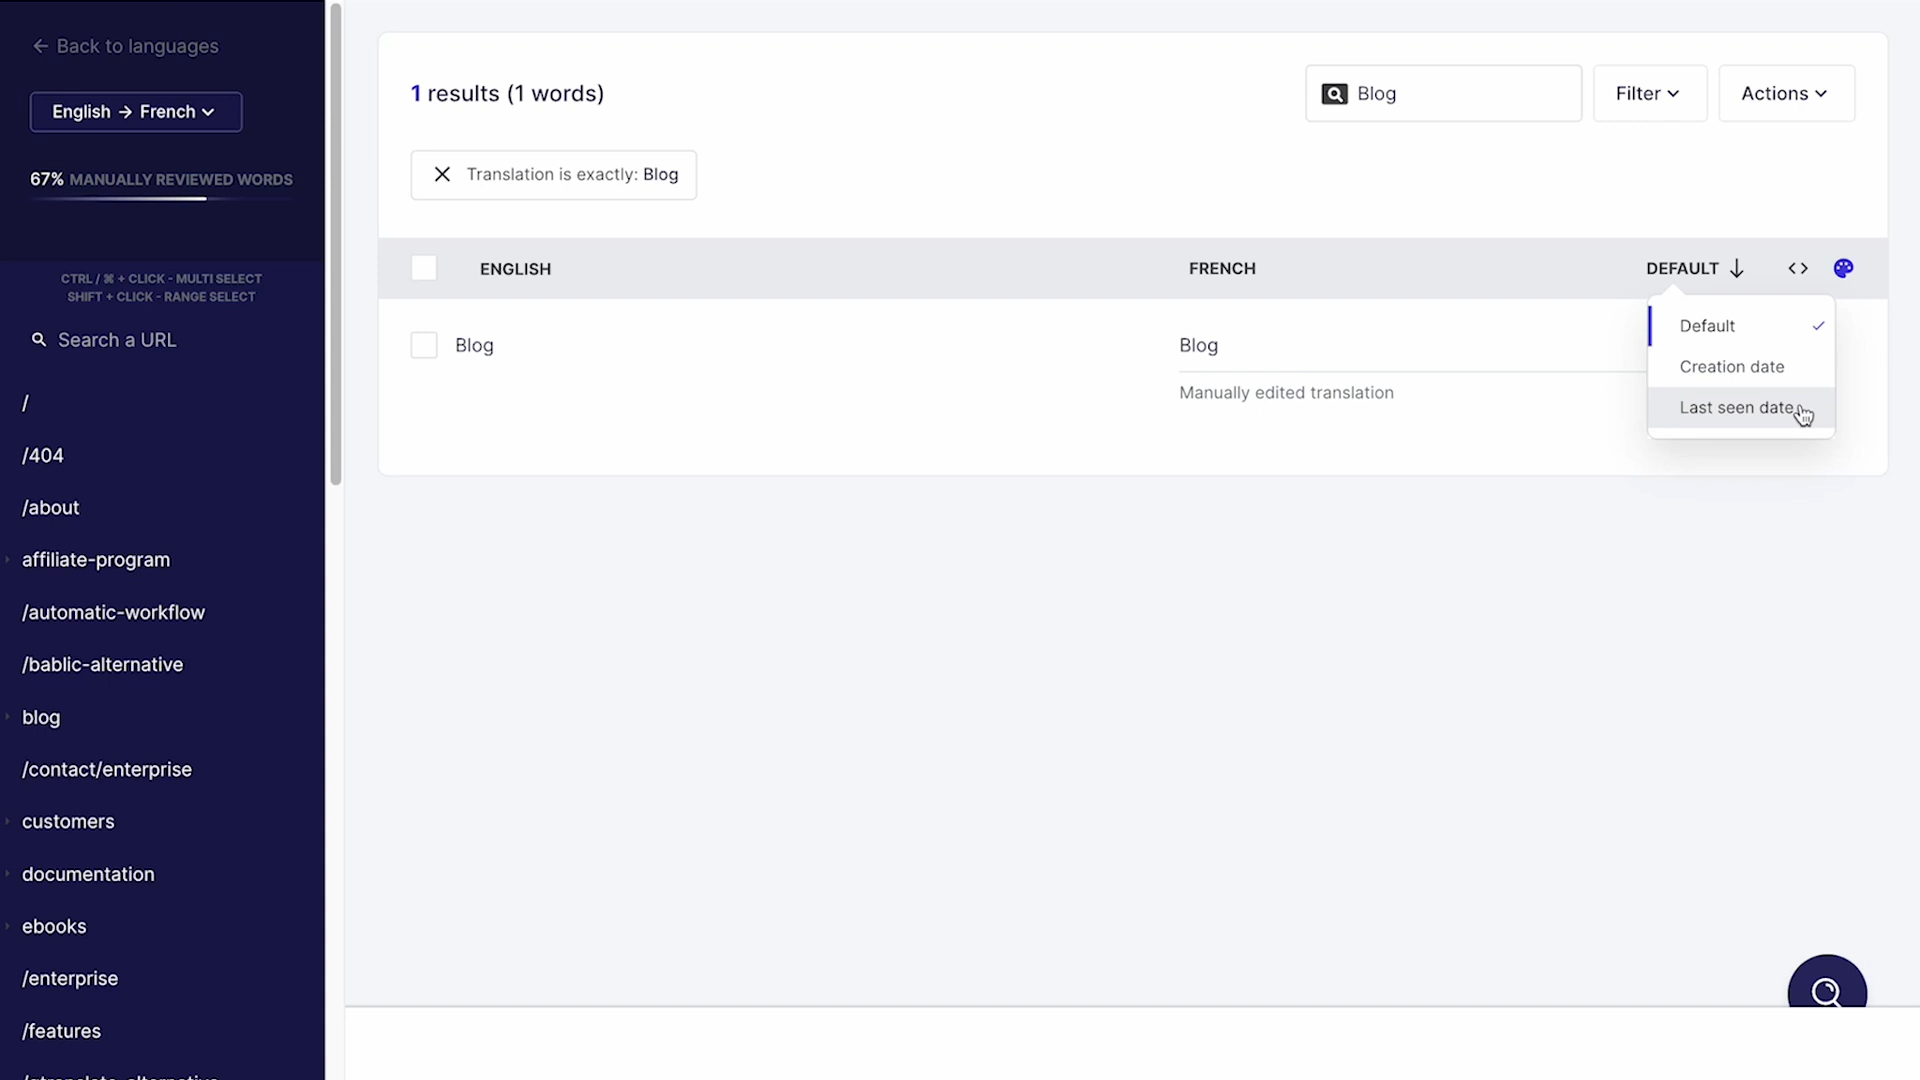 Back to languages
English → French
67% MANUALLY REVIEWED WORDS
CTRL / ⌘ + CLICK - MULTI SELECT
SHIFT + CLICK - RANGE SELECT
Search a URL
/
/404
/about
affiliate-program
/automatic-workflow
/bablic-alternative
blog
/contact/enterprise
customers
documentation
ebooks
/enterprise
/features
1 results (1 words)
Blog
Filter
Actions
Translation is exactly: Blog
ENGLISH
FRENCH
DEFAULT
Blog
Blog
Manually edited translation
Default
Creation date
Last seen date